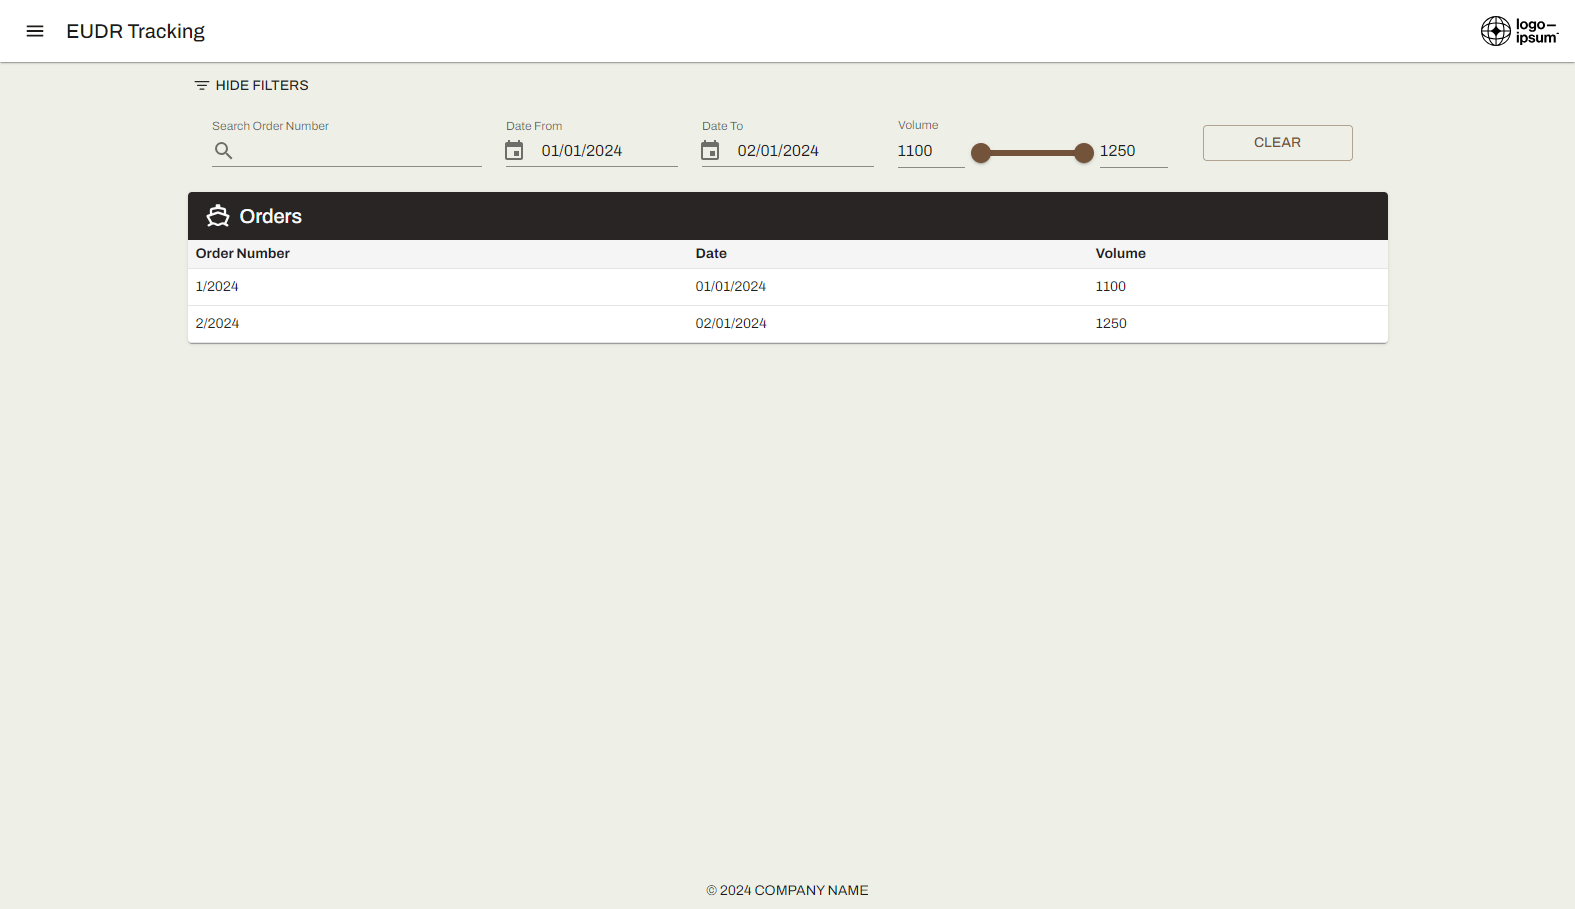 EUDR Tracking
logo–
ipsum
HIDE FILTERS
Search Order Number
Date From
Date To
Volume
01/01/2024
02/01/2024
1100
1250
CLEAR
Orders
Order Number Date Volume
1/2024 01/01/2024 1100
2/2024 02/01/2024 1250
© 2024 COMPANY NAME